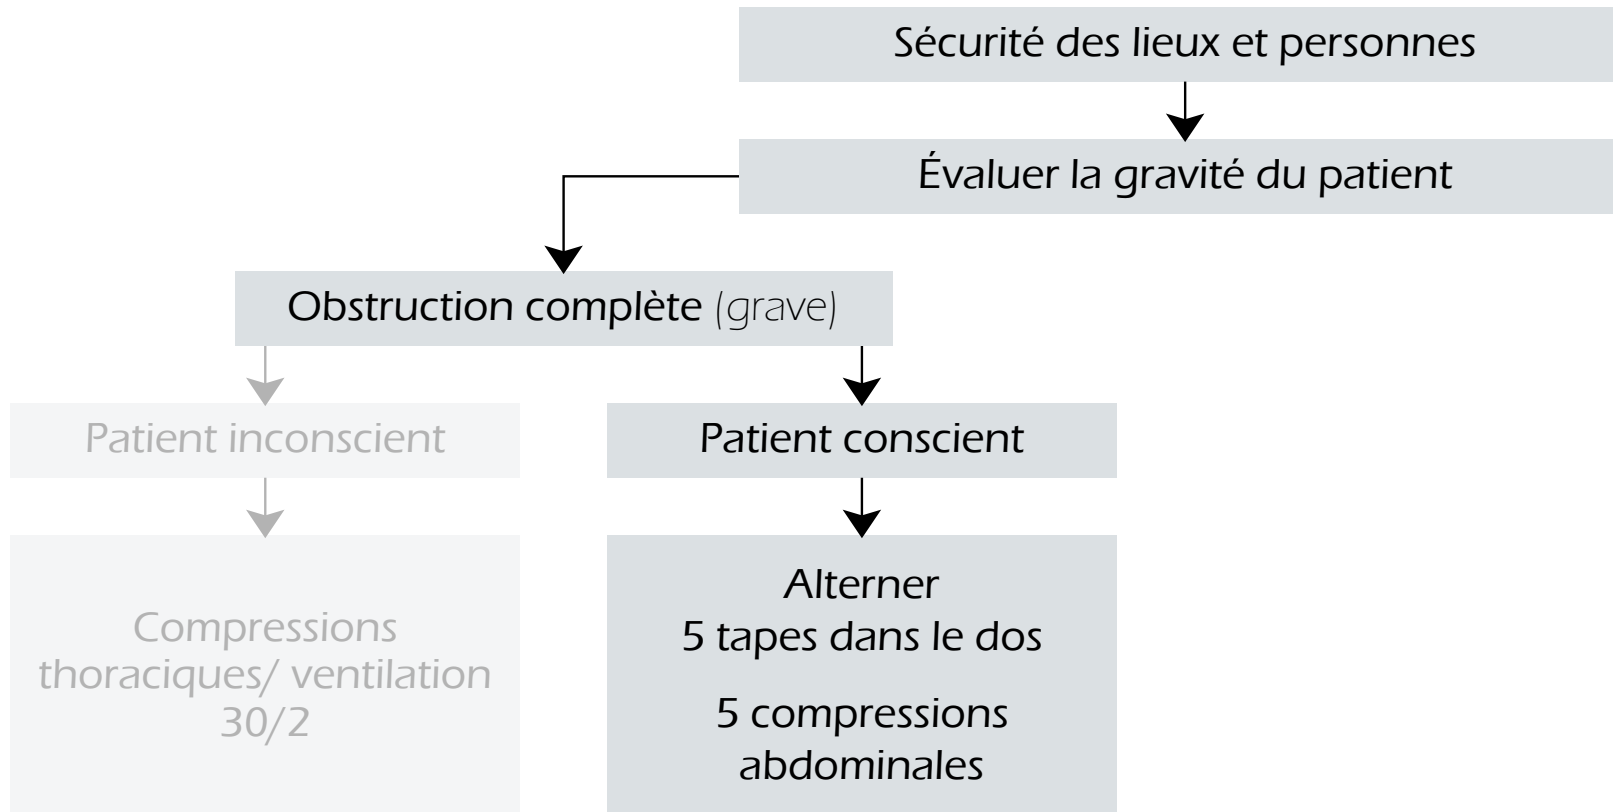 Sécurité des lieux et personnes
Évaluer la gravité du patient
Obstruction complète (grave)
Patient inconscient
Patient conscient
Compressions
thoraciques/ ventilation
30/2
Alterner
5 tapes dans le dos
5 compressions
abdominales